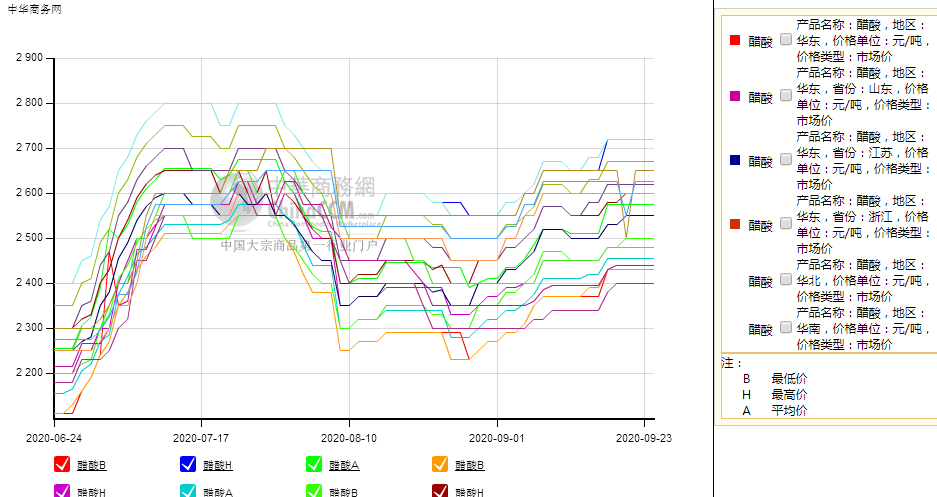 中华商务网
2 900
2 800
2 700
2 600
2 500
2 400
2 300
2 200
2020-06-24
2020-07-17
2020-08-10
2020-09-01
2020-09-23
中国大宗商品第一行业门户
醋酸B
醋酸H
醋酸A
醋酸B
醋酸H
醋酸A
醋酸B
醋酸H
醋酸
产品名称：醋酸，地区：
华东，价格单位：元/吨，
价格类型：市场价
醋酸
产品名称：醋酸，地区：
华东，省份：山东，价格
单位：元/吨，价格类型：
市场价
醋酸
产品名称：醋酸，地区：
华东，省份：江苏，价格
单位：元/吨，价格类型：
市场价
醋酸
产品名称：醋酸，地区：
华东，省份：浙江，价格
单位：元/吨，价格类型：
市场价
醋酸
产品名称：醋酸，地区：
华北，价格单位：元/吨，
价格类型：市场价
醋酸
产品名称：醋酸，地区：
华南，价格单位：元/吨，
价格类型：市场价
注：
B 最低价
H 最高价
A 平均价